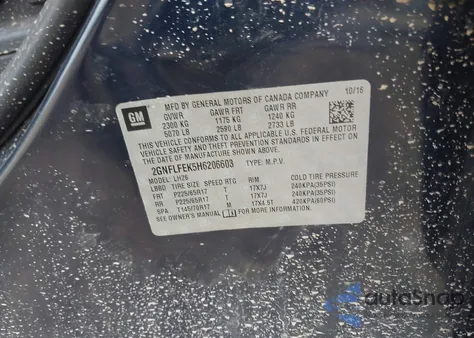 MFD BY GENERAL MOTORS OF CANADA COMPANY 10/16
GM
GVWR GAWR FRT GAWR RR
2300 KG 1175 KG 1240 KG
5070 LB 2590 LB 2733 LB
THIS VEHICLE CONFORMS TO ALL APPLICABLE U.S. FEDERAL MOTOR
VEHICLE SAFETY, BUMPER, AND THEFT PREVENTION STANDARDS IN
EFFECT ON THE DATE OF MANUFACTURE SHOWN ABOVE.
2GNFLFEK5H6206603 TYPE: M.P.V.
MODEL: LH26
LBBD TIRE SIZE SPEED RTG RIM COLD TIRE PRESSURE
FRT P225/65R17 T 17X7J 240KPA(35PSI)
RR P225/65R17 T 17X7J 240KPA(35PSI)
SPA T145/70R17 M 17X4.5T 420KPA(60PSI)
SEE OWNER'S MANUAL FOR MORE INFORMATION.
autoSnap